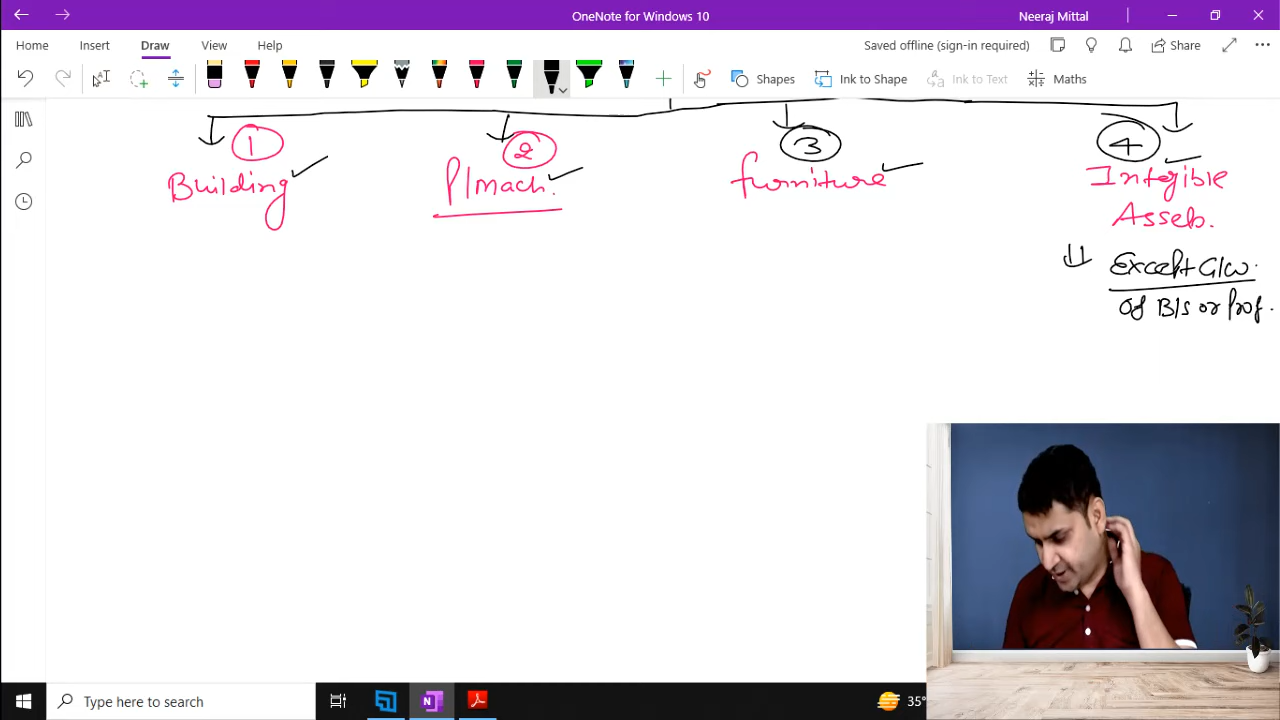 OneNote for Windows 10
Neeraj Mittal
Home Insert Draw View Help
Saved offline (sign-in required)
Share
Shapes
Ink to Shape
Ink to Text
Maths
1 2 3 4
Building P/mach. furniture Integible
Assets.
Except G/w.
Of B/s or Prof.
Type here to search
35°